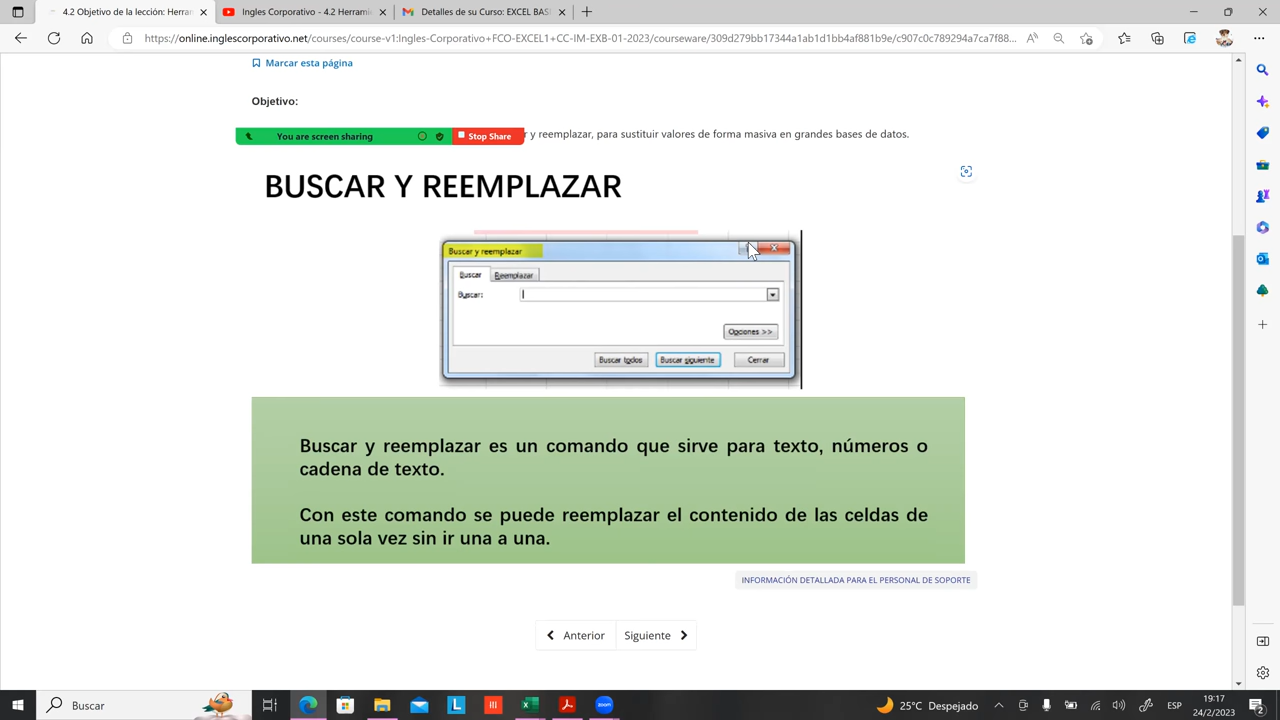 4.2 Objetivo de la lección: Herran
Ingles Corporativo - 4.2 Herramie
Detalles de su Curso: EXCEL BAS
https://online.inglescorporativo.net/courses/course-v1:Ingles-Corporativo+FCO-EXCEL1+CC-IM-EXB-01-2023/courseware/309d279bb17344a1ab1d1bb4af881b9e/c907c0c789294a7ca7f88...
Marcar esta página
Objetivo:
You are screen sharing
Stop Share
r y reemplazar, para sustituir valores de forma masiva en grandes bases de datos.
BUSCAR Y REEMPLAZAR
Buscar y reemplazar
Buscar Reemplazar
Buscar:
Opciones >>
Buscar todos Buscar siguiente Cerrar
Buscar y reemplazar es un comando que sirve para texto, números o
cadena de texto.
Con este comando se puede reemplazar el contenido de las celdas de
una sola vez sin ir una a una.
INFORMACIÓN DETALLADA PARA EL PERSONAL DE SOPORTE
Anterior Siguiente
Buscar
zoom
25°C Despejado
ESP
19:17
24/2/2023
2